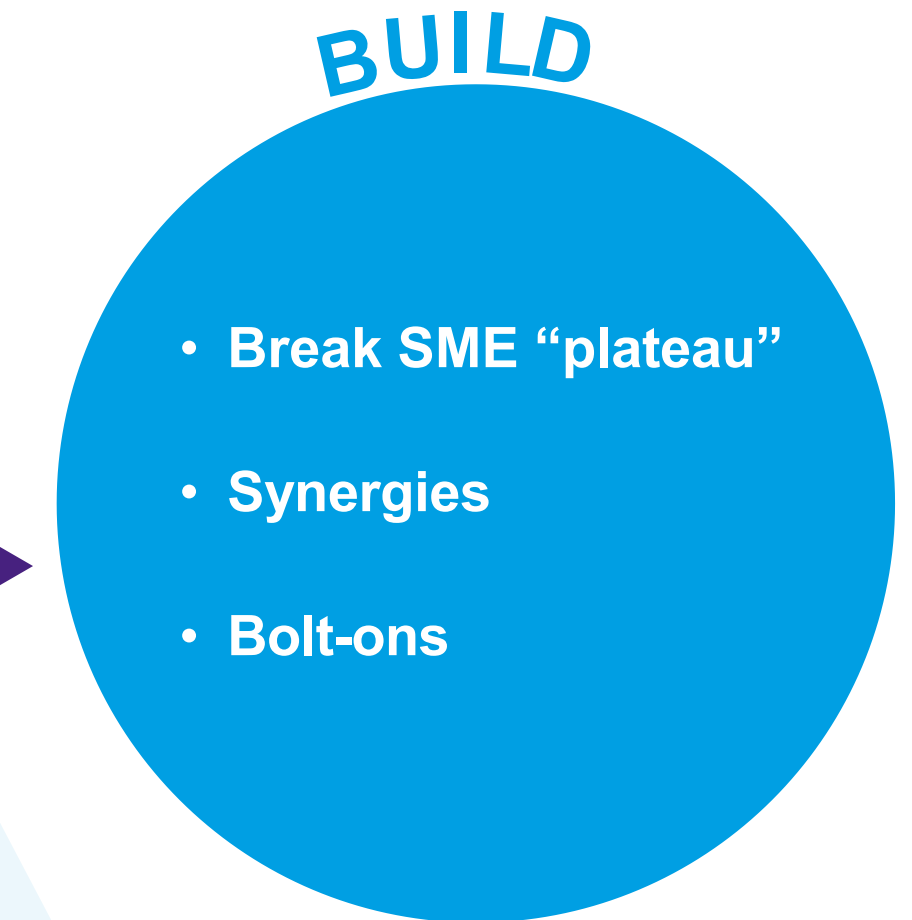 BUILD
• Break SME “plateau”
• Synergies
• Bolt-ons